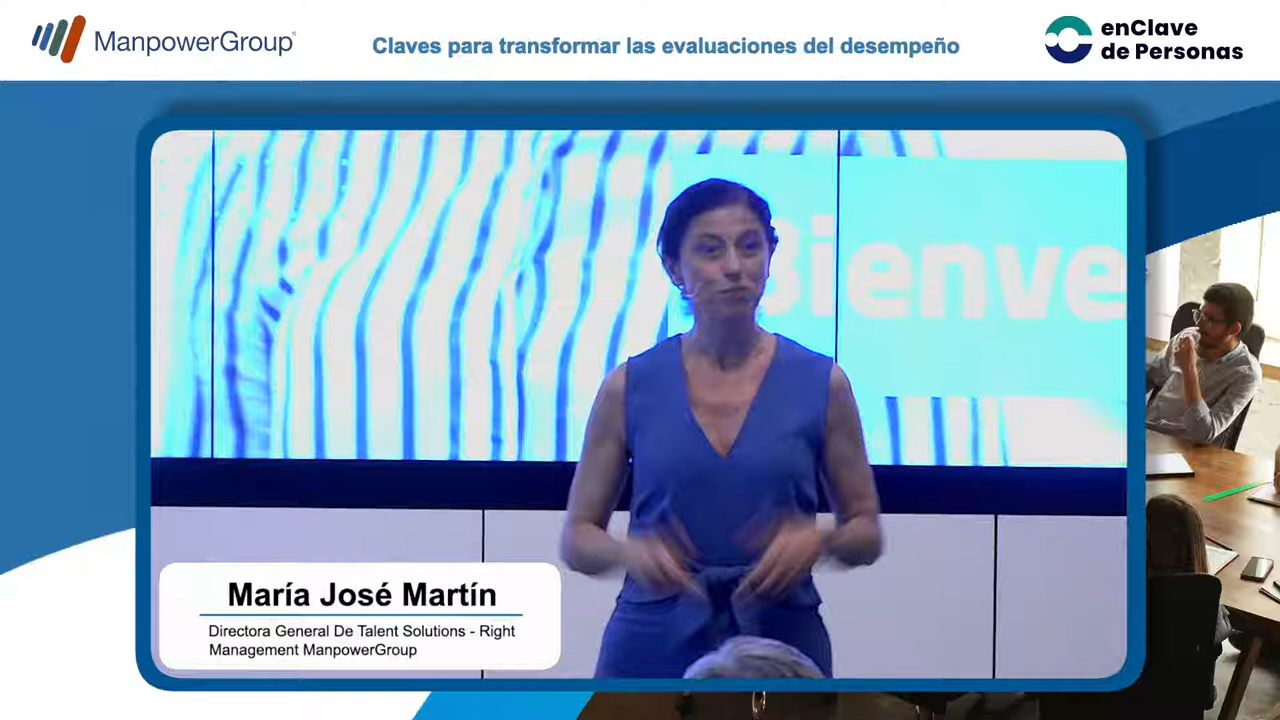 ManpowerGroup
Claves para transformar las evaluaciones del desempeño
enClave
de Personas
Bienve
María José Martín
Directora General De Talent Solutions - Right
Management ManpowerGroup